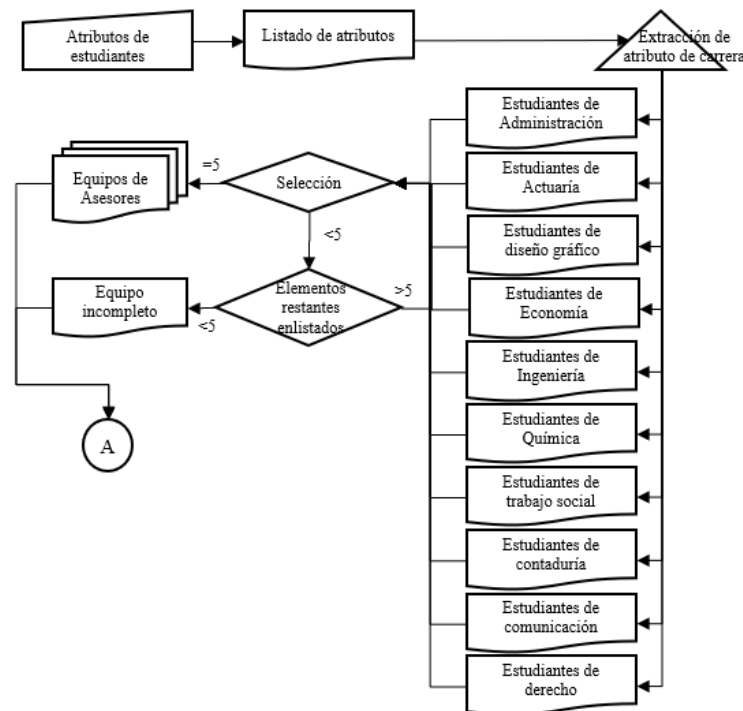 Atributos de
estudiantes
Listado de atributos
Extracción de
atributo de carrera
Estudiantes de
Administración
Estudiantes de
Actuaría
Estudiantes de
diseño gráfico
Estudiantes de
Economía
Estudiantes de
Ingeniería
Estudiantes de
Química
Estudiantes de
trabajo social
Estudiantes de
contaduría
Estudiantes de
comunicación
Estudiantes de
derecho
Selección
=5
Equipos de
Asesores
<5
Elementos
restantes
enlistados
>5
<5
Equipo
incompleto
A